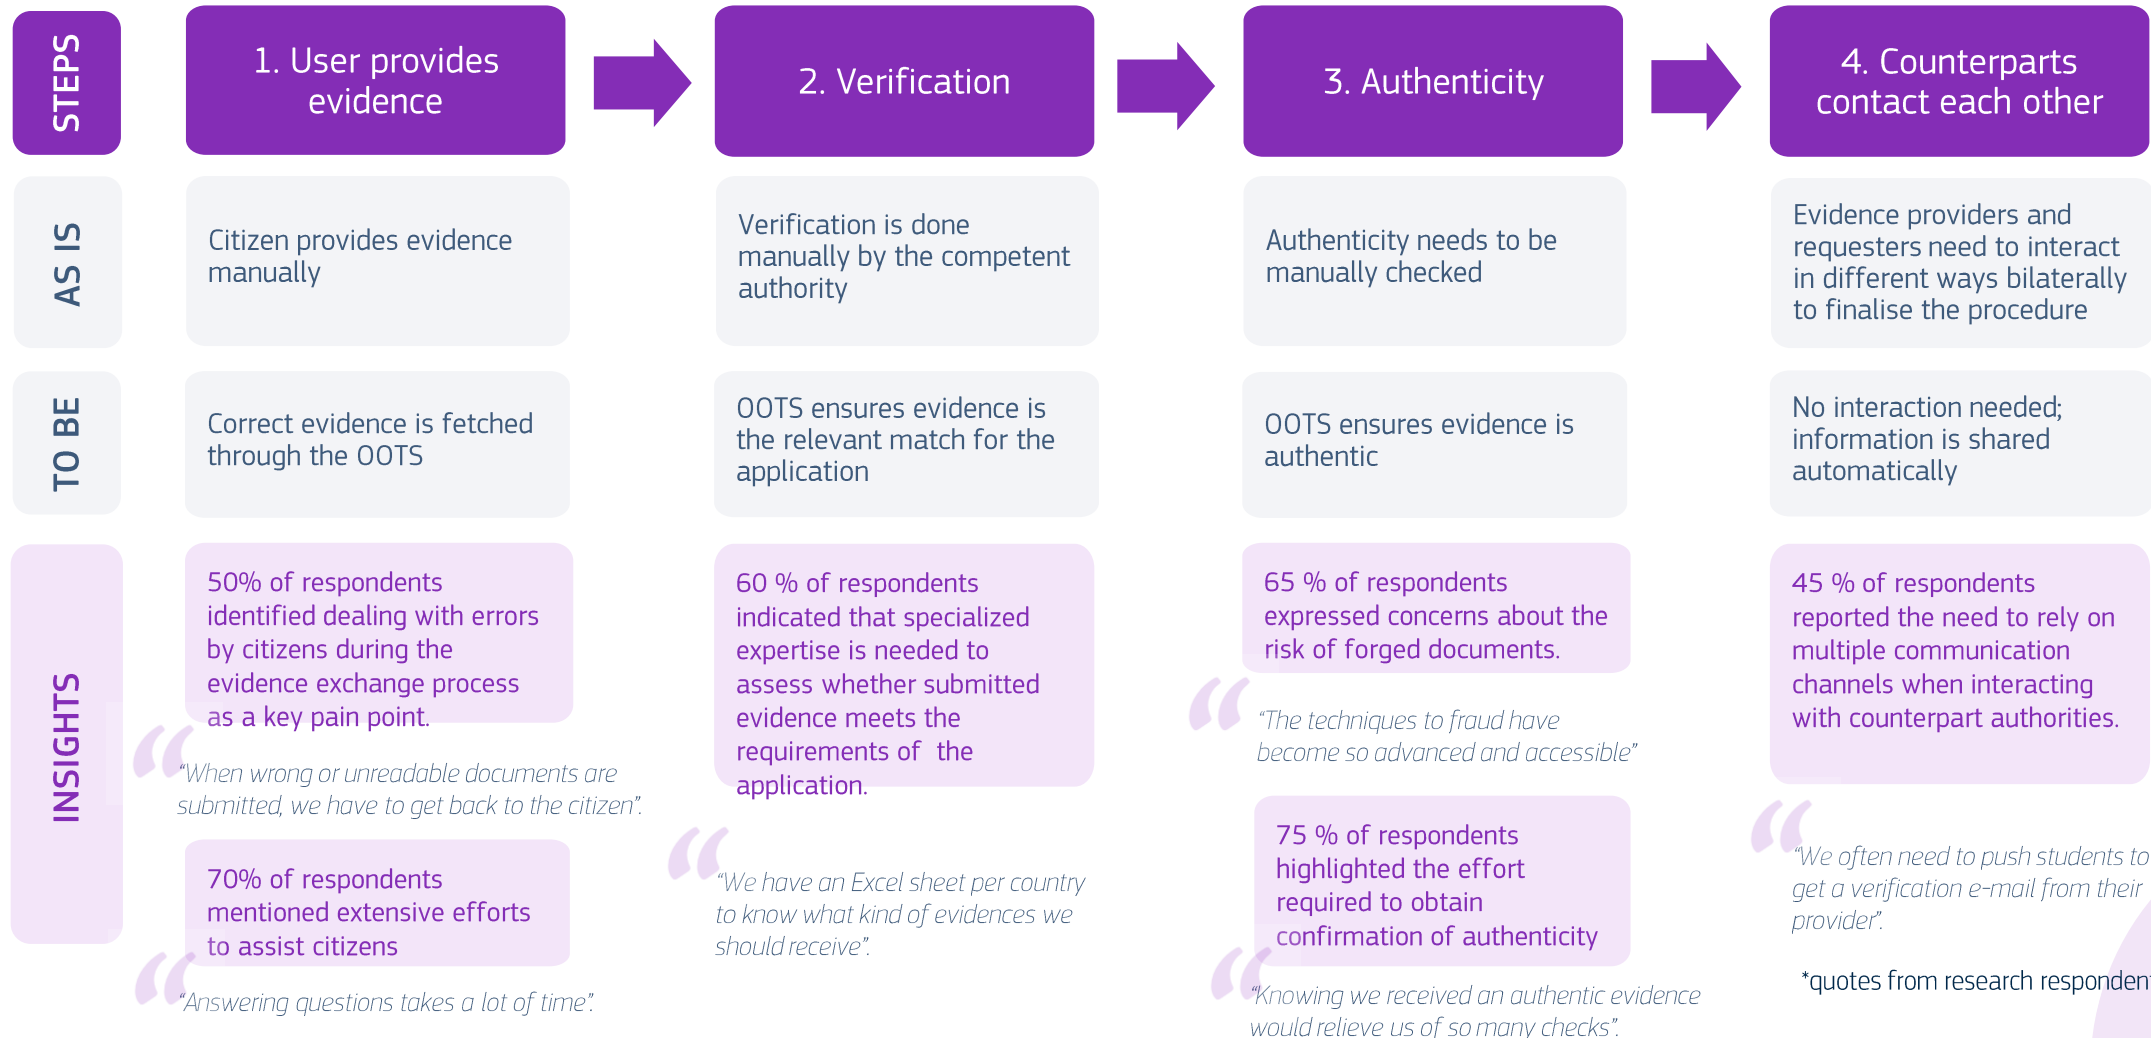 STEPS
1. User provides
evidence
2. Verification
3. Authenticity
4. Counterparts
contact each other
AS IS
Citizen provides evidence
manually
Verification is done
manually by the competent
authority
Authenticity needs to be
manually checked
Evidence providers and
requesters need to interact
in different ways bilaterally
to finalise the procedure
TO BE
Correct evidence is fetched
through the OOTS
OOTS ensures evidence is
the relevant match for the
application
OOTS ensures evidence is
authentic
No interaction needed;
information is shared
automatically
INSIGHTS
50% of respondents
identified dealing with errors
by citizens during the
evidence exchange process
as a key pain point.
“When wrong or unreadable documents are
submitted, we have to get back to the citizen”.
70% of respondents
mentioned extensive efforts
to assist citizens
“Answering questions takes a lot of time”.
60 % of respondents
indicated that specialized
expertise is needed to
assess whether submitted
evidence meets the
requirements of the
application.
“We have an Excel sheet per country
to know what kind of evidences we
should receive”.
65 % of respondents
expressed concerns about the
risk of forged documents.
“The techniques to fraud have
become so advanced and accessible”
75 % of respondents
highlighted the effort
required to obtain
confirmation of authenticity
“Knowing we received an authentic evidence
would relieve us of so many checks”.
45 % of respondents
reported the need to rely on
multiple communication
channels when interacting
with counterpart authorities.
“We often need to push students to
get a verification e-mail from their
provider”.
*quotes from research